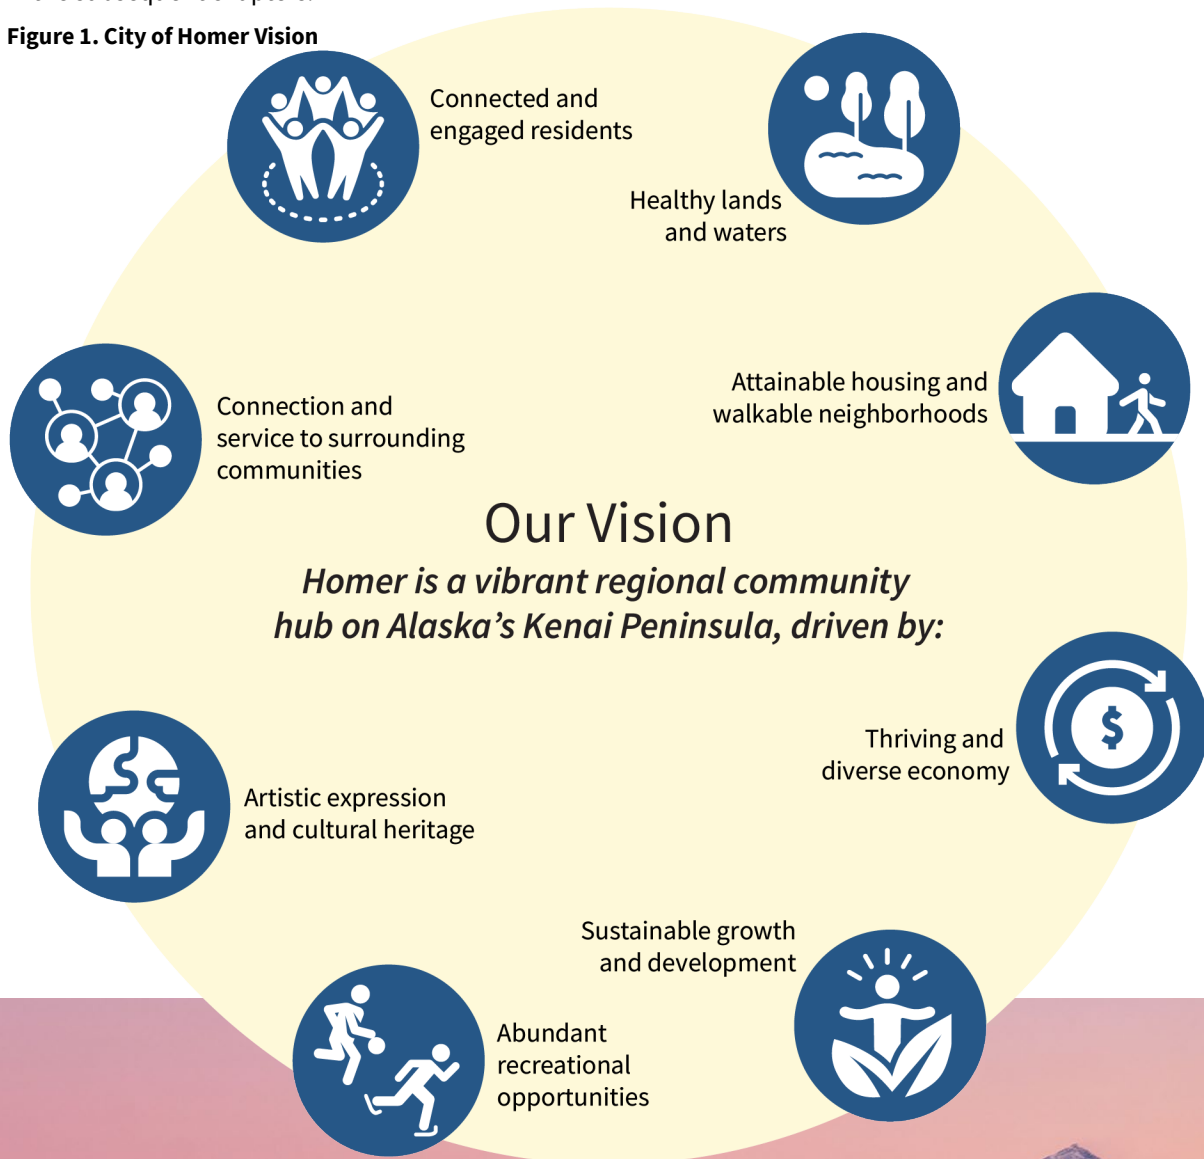 Figure 1. City of Homer Vision
Connected and
engaged residents
Healthy lands
and waters
Attainable housing and
walkable neighborhoods
Connection and
service to surrounding
communities
Our Vision
Homer is a vibrant regional community
hub on Alaska’s Kenai Peninsula, driven by:
Thriving and
diverse economy
Artistic expression
and cultural heritage
Sustainable growth
and development
Abundant
recreational
opportunities
$